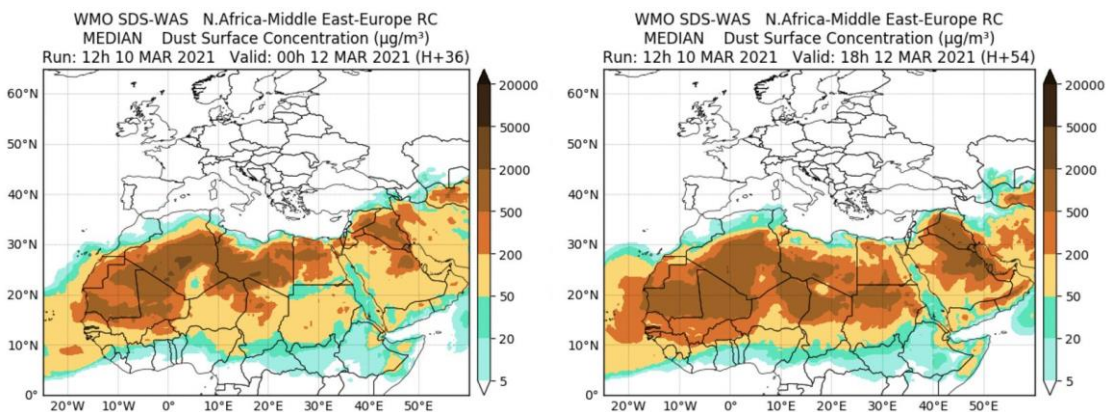 WMO SDS-WAS N.Africa-Middle East-Europe RC
MEDIAN Dust Surface Concentration (µg/m³)
Run: 12h 10 MAR 2021 Valid: 00h 12 MAR 2021 (H+36)
60°N
50°N
40°N
30°N
20°N
10°N
0°
20°W
10°W
0°
10°E
20°E
30°E
40°E
50°E
20000
5000
2000
500
200
50
20
5
WMO SDS-WAS N.Africa-Middle East-Europe RC
MEDIAN Dust Surface Concentration (µg/m³)
Run: 12h 10 MAR 2021 Valid: 18h 12 MAR 2021 (H+54)
60°N
50°N
40°N
30°N
20°N
10°N
0°
20°W
10°W
0°
10°E
20°E
30°E
40°E
50°E
20000
5000
2000
500
200
50
20
5